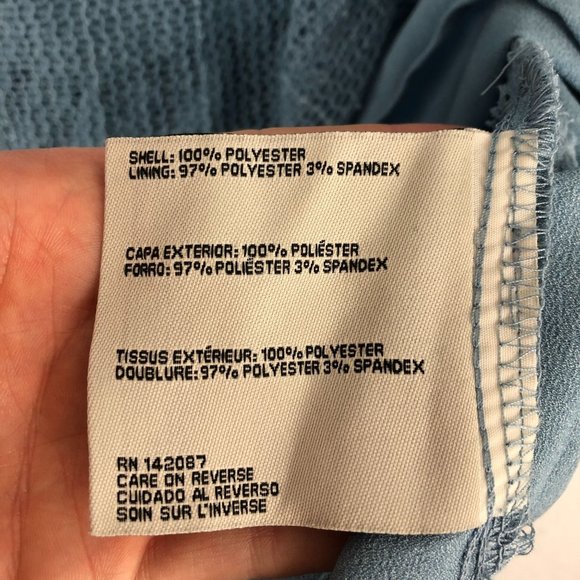 SHELL: 100% POLYESTER
LINING: 97% POLYESTER 3% SPANDEX
CAPA EXTERIOR: 100% POLIÉSTER
FORRO: 97% POLIÉSTER 3% SPANDEX
TISSUS EXTÉRIEUR: 100% POLYESTER
DOUBLURE: 97% POLYESTER 3% SPANDEX
RN 142087
CARE ON REVERSE
CUIDADO AL REVERSO
SOIN SUR L'INVERSE